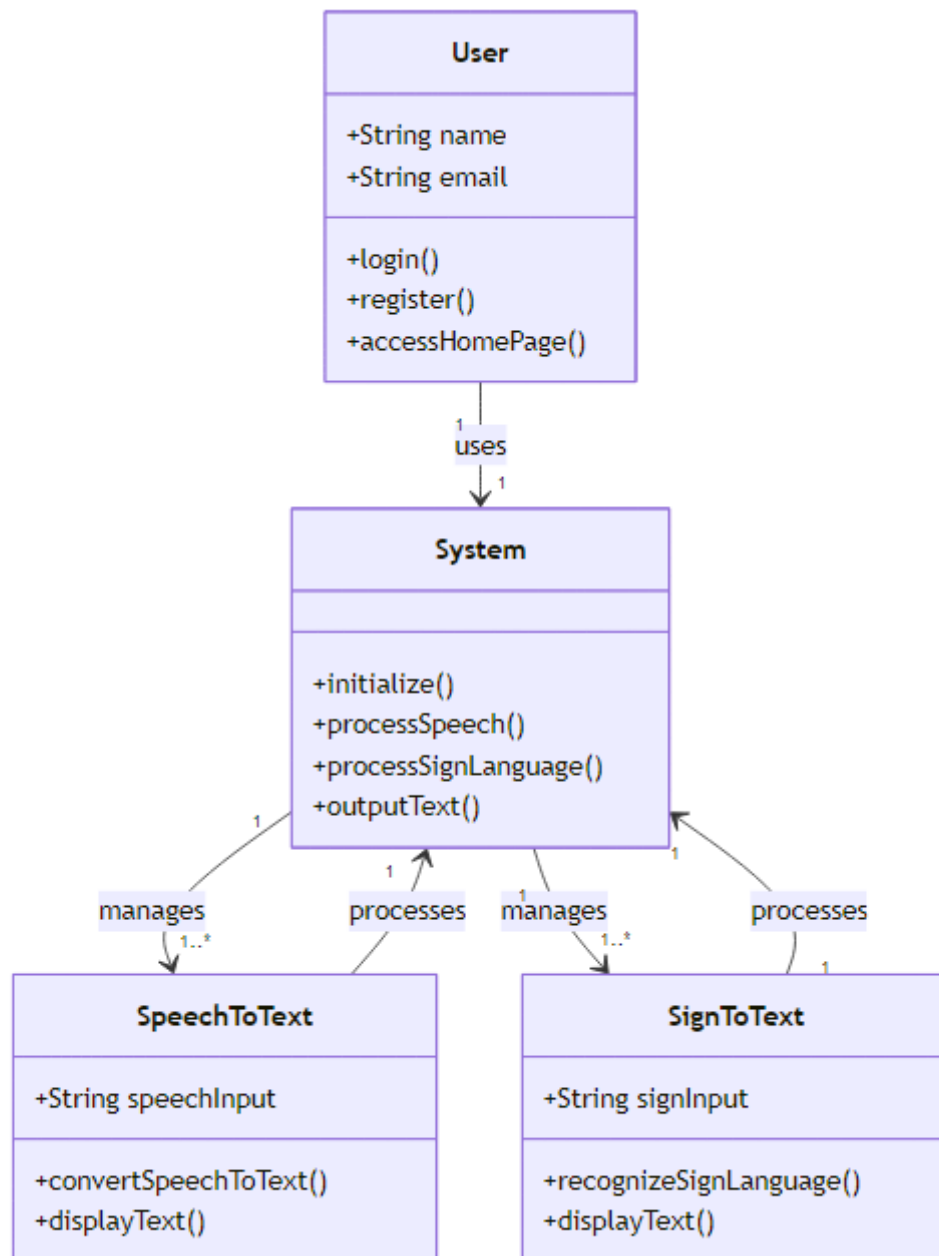 User
+String name
+String email
+login()
+register()
+accessHomePage()
1
uses
1
System
+initialize()
+processSpeech()
+processSignLanguage()
+outputText()
1
manages
1..*
1
processes
1
manages
1..*
1
processes
1
SpeechToText
+String speechInput
+convertSpeechToText()
+displayText()
SignToText
+String signInput
+recognizeSignLanguage()
+displayText()